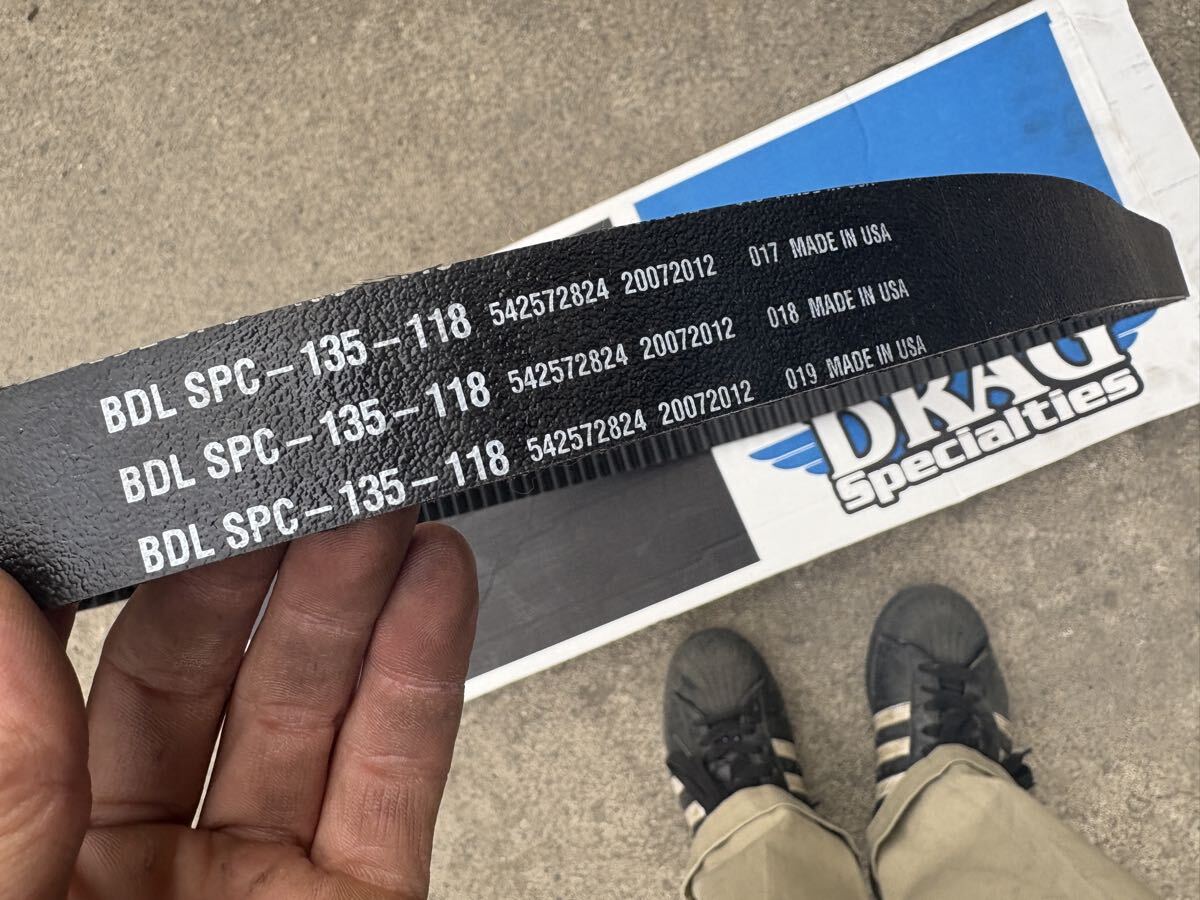 BDL SPC-135-118 542572824 20072012 017 MADE IN USA
BDL SPC-135-118 542572824 20072012 018 MADE IN USA
BDL SPC-135-118 542572824 20072012 019 MADE IN USA
DRAG
Specialties